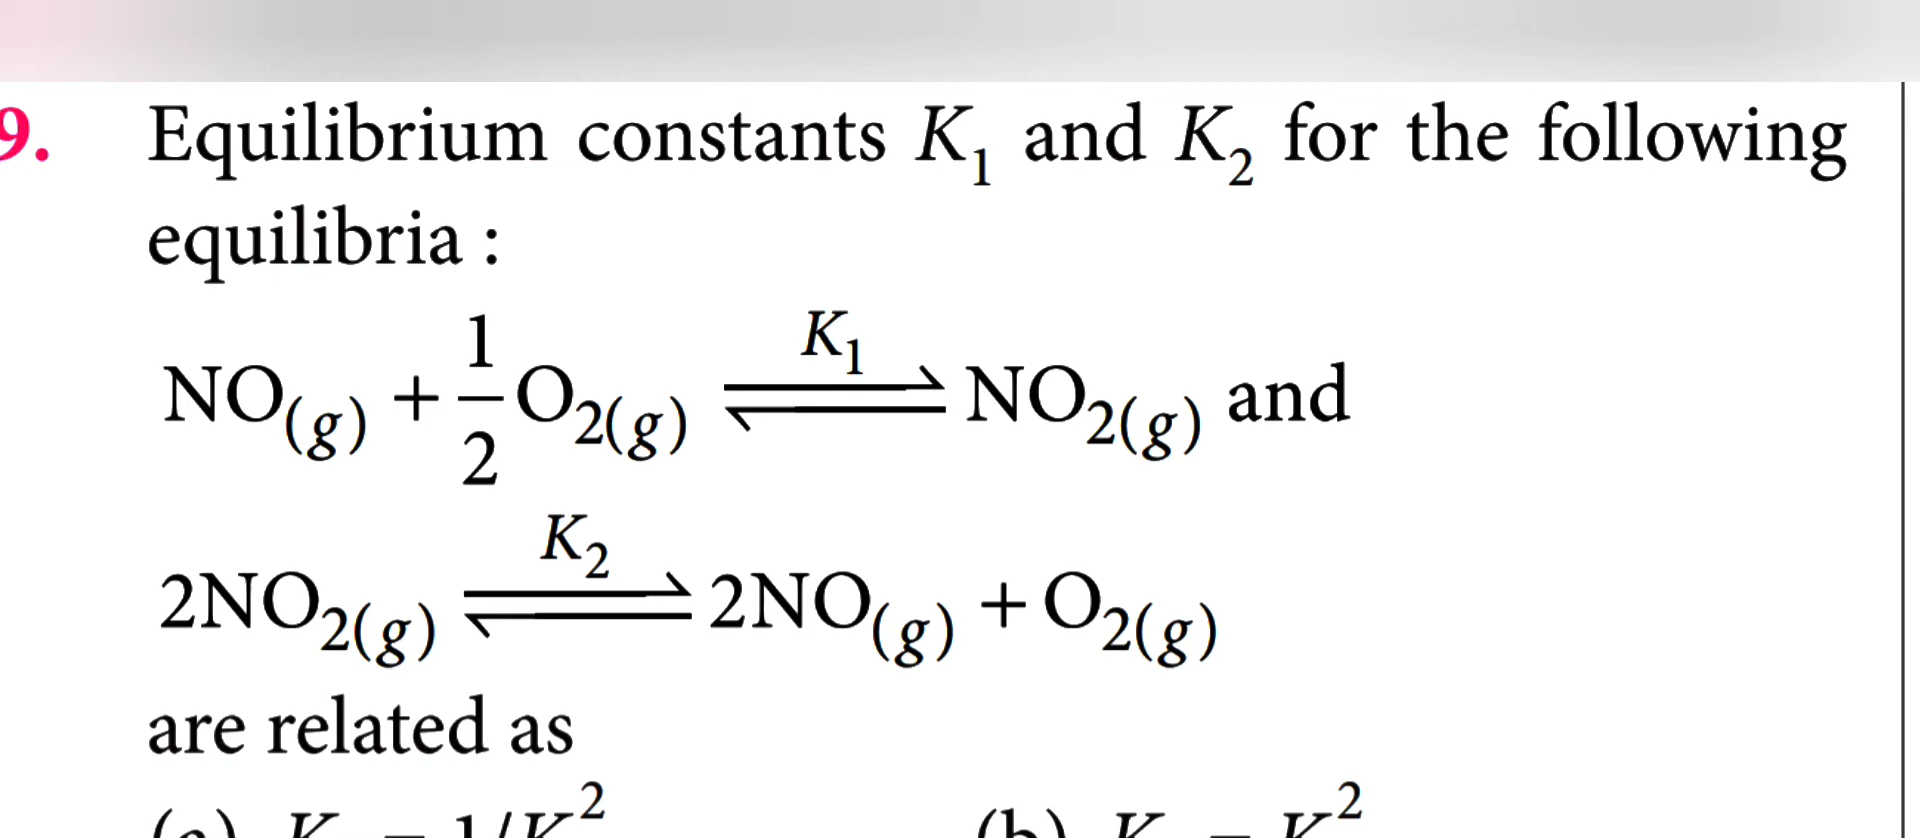 9. Equilibrium constants K₁ and K₂ for the following
equilibria :
NO(g) + 1/2 O₂(g) ⇌ (K₁) NO₂(g) and
2NO₂(g) ⇌ (K₂) 2NO(g) + O₂(g)
are related as